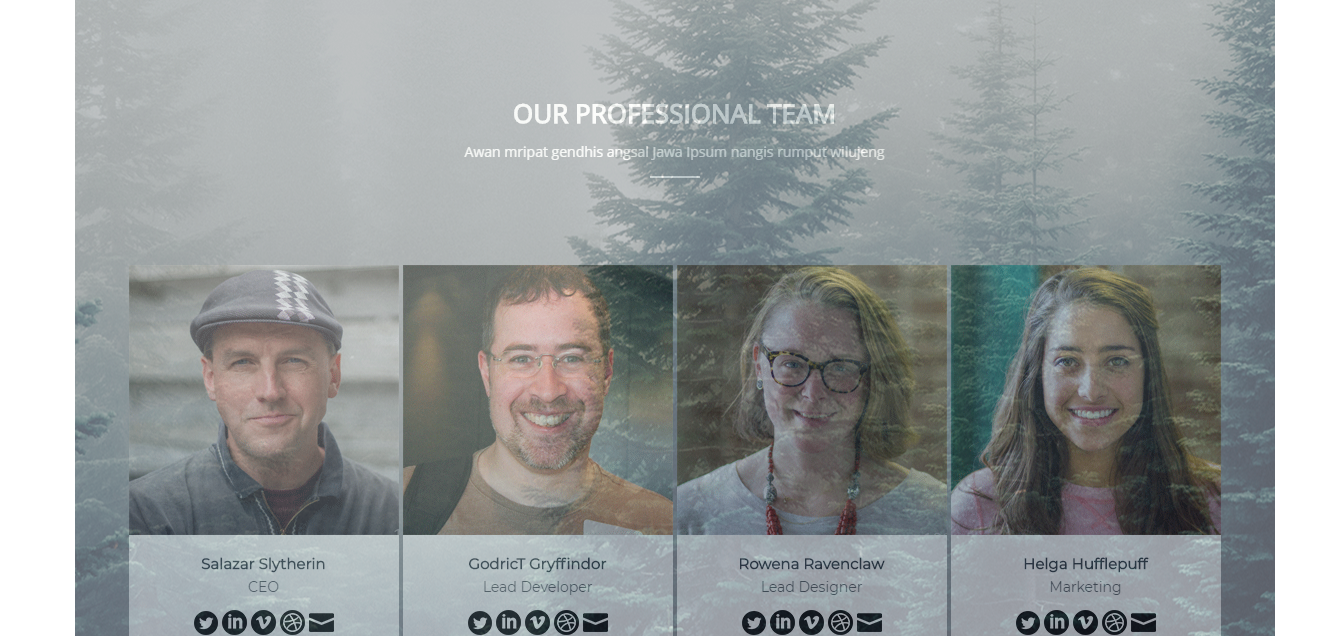 OUR PROFESSIONAL TEAM
Awan mripat gendhis angsal Jawa Ipsum nangis rumput wilujeng
Salazar Slytherin
CEO
GodricT Gryffindor
Lead Developer
Rowena Ravenclaw
Lead Designer
Helga Hufflepuff
Marketing